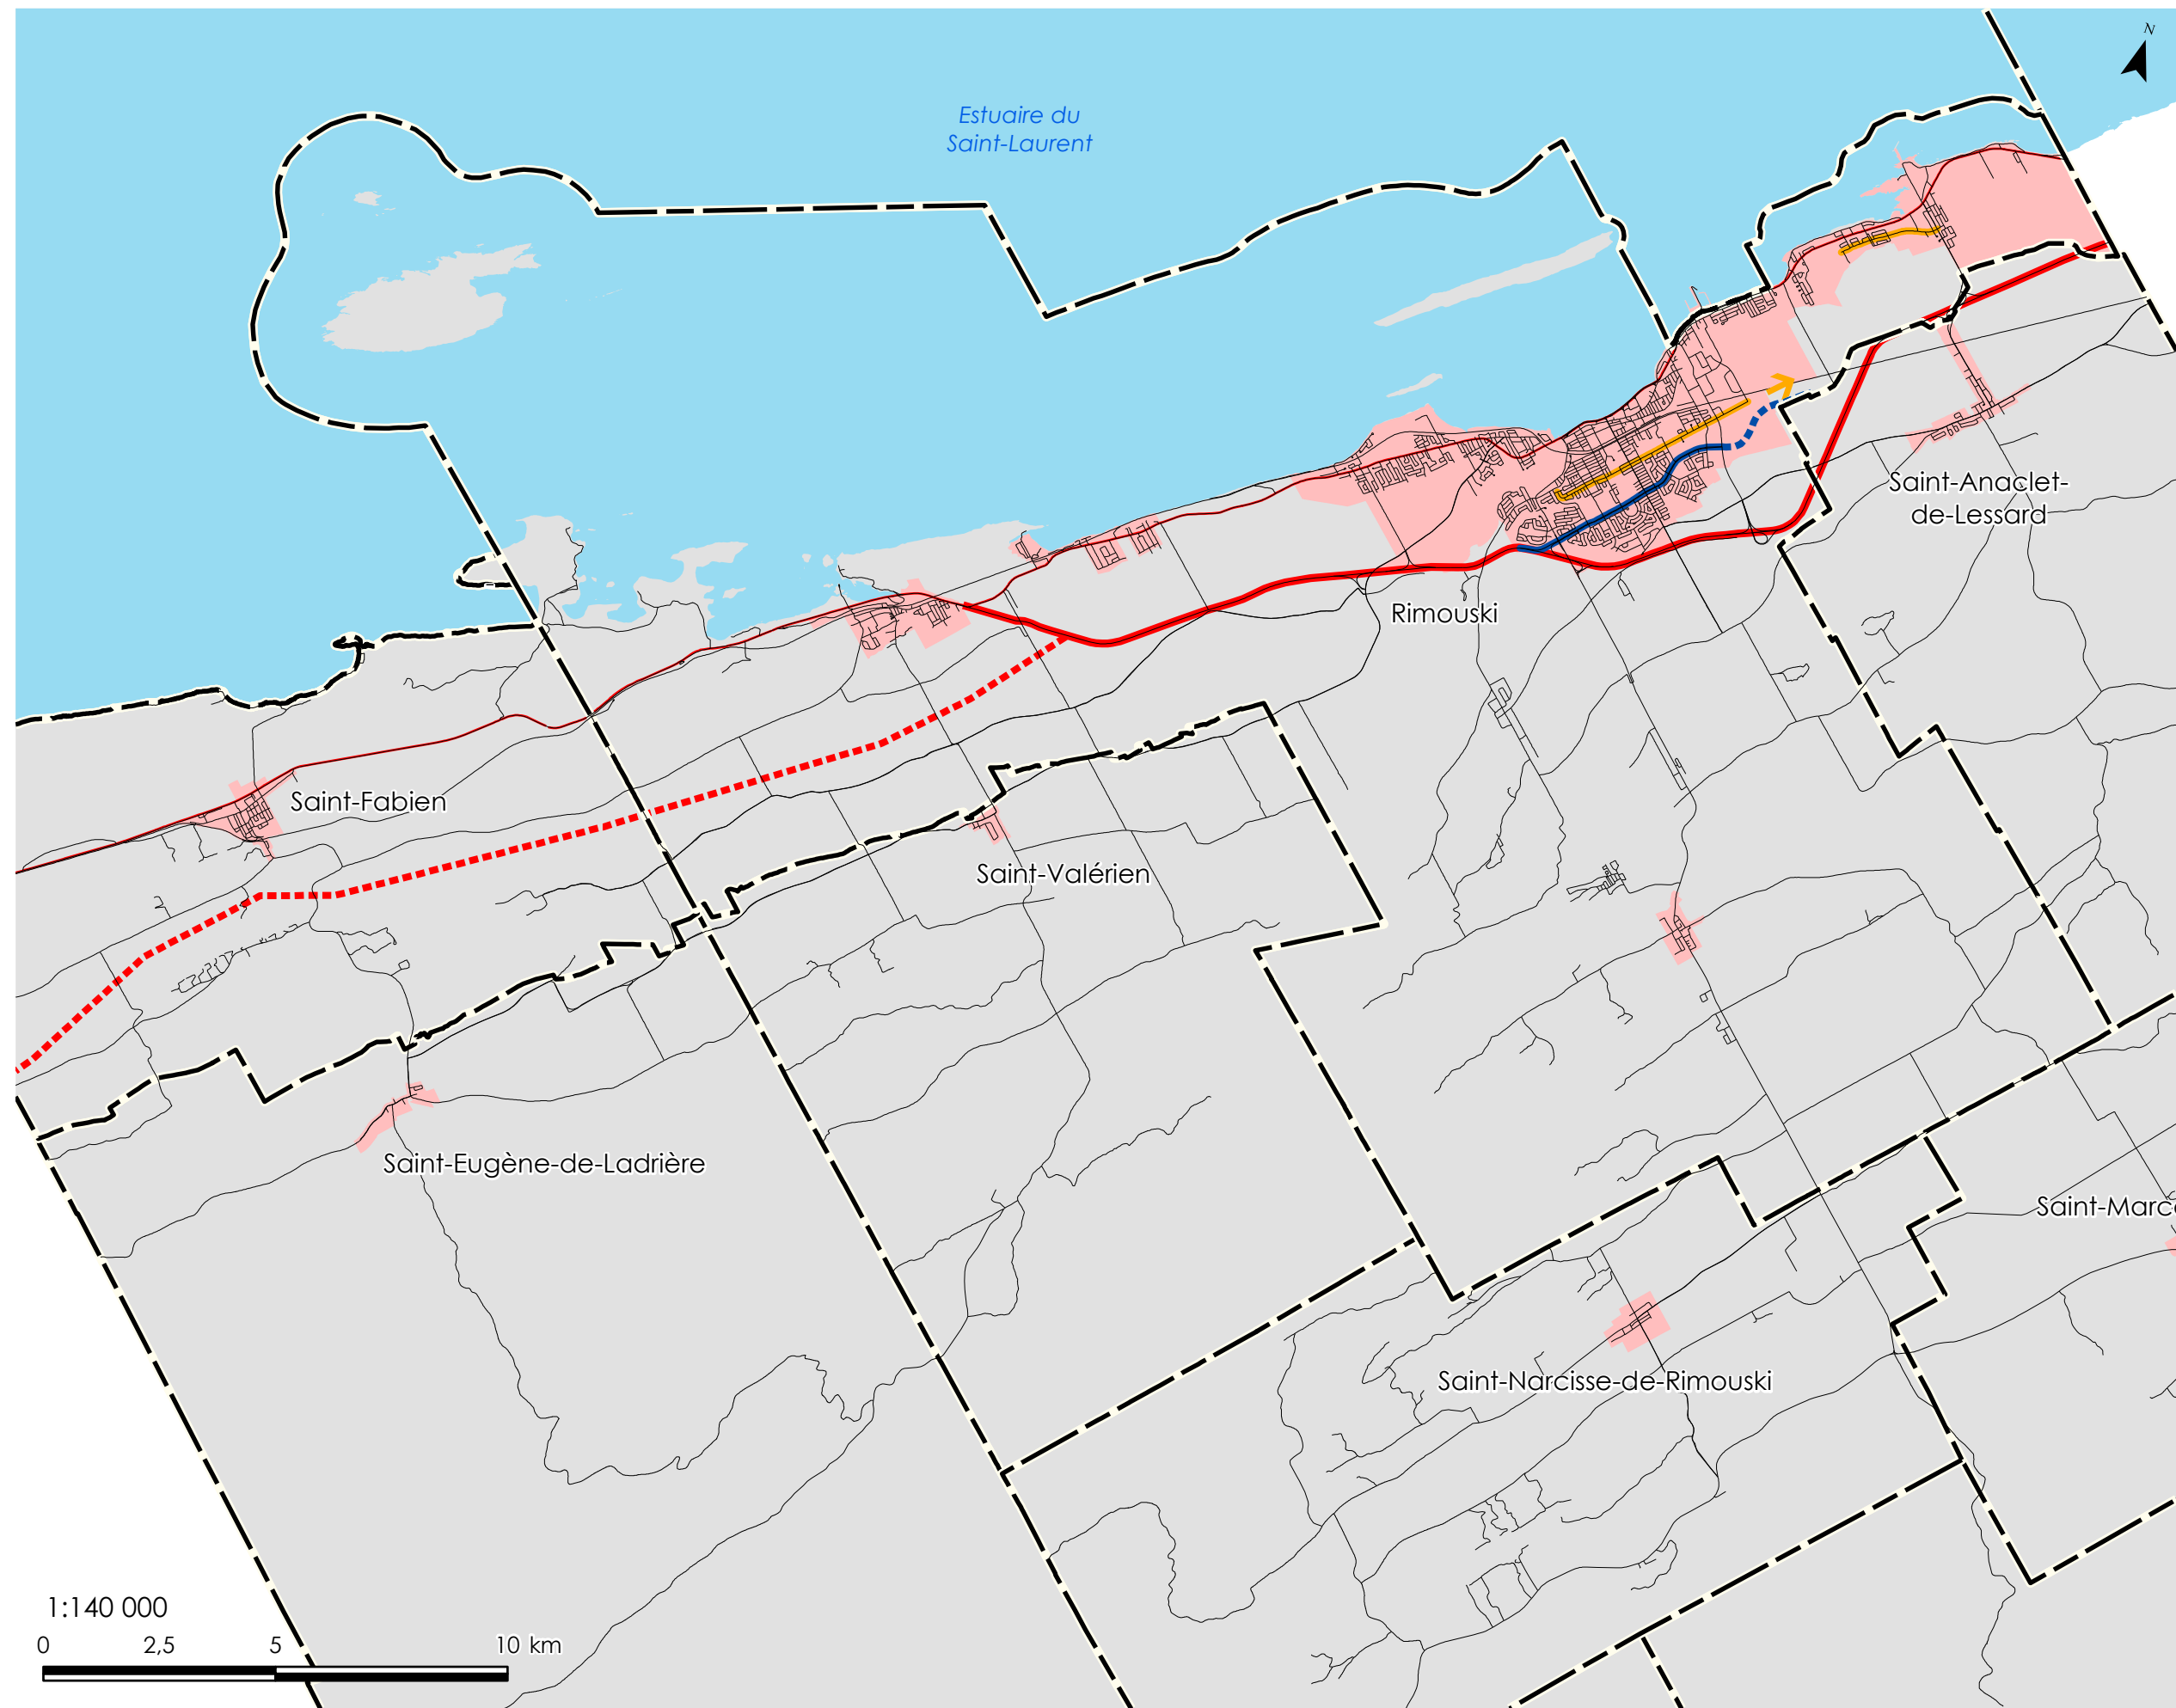 N
Estuaire du
Saint-Laurent
Saint-Anaclet-
de-Lessard
Rimouski
Saint-Fabien
Saint-Valérien
Saint-Eugène-de-Ladrière
Saint-Marc
Saint-Narcisse-de-Rimouski
1:140 000
0 2,5 5 10 km